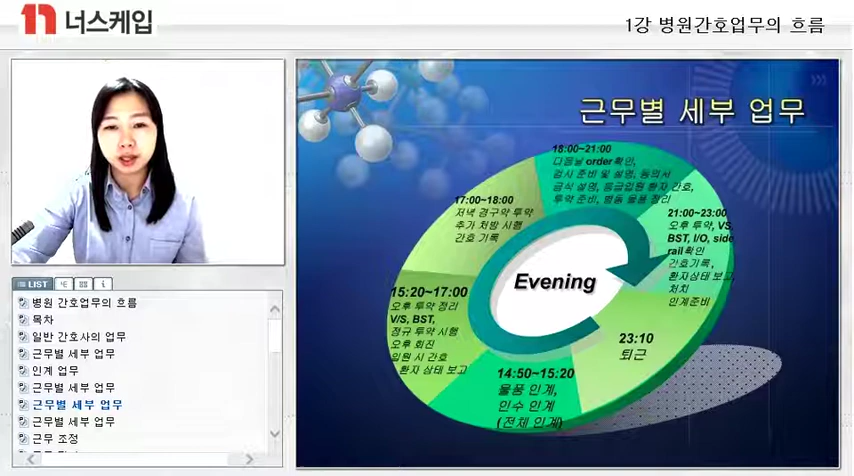 너스케입
1강 병원간호업무의 흐름
근무별 세부 업무
18:00~21:00
다음날 order확인,
검사 준비 및 설명, 동의서
금식 설명, 응급입원 환자 간호,
투약 준비, 병동 물품 정리
17:00~18:00
저녁 경구약 투약
추가 처방 시행
간호 기록
21:00~23:00
오후 투약, VS,
BST, I/O, side
rail확인
간호기록,
환자상태 보고,
처치
인계준비
Evening
15:20~17:00
오후 투약 정리
V/S, BST,
정규 투약 시행
오후 회진
입원 시 간호
환자 상태 보고
23:10
퇴근
14:50~15:20
물품 인계,
인수 인계
(전체 인계)
LIST
병원 간호업무의 흐름
목차
일반 간호사의 업무
근무별 세부 업무
인계 업무
근무별 세부 업무
근무별 세부 업무
근무별 세부 업무
근무 조정